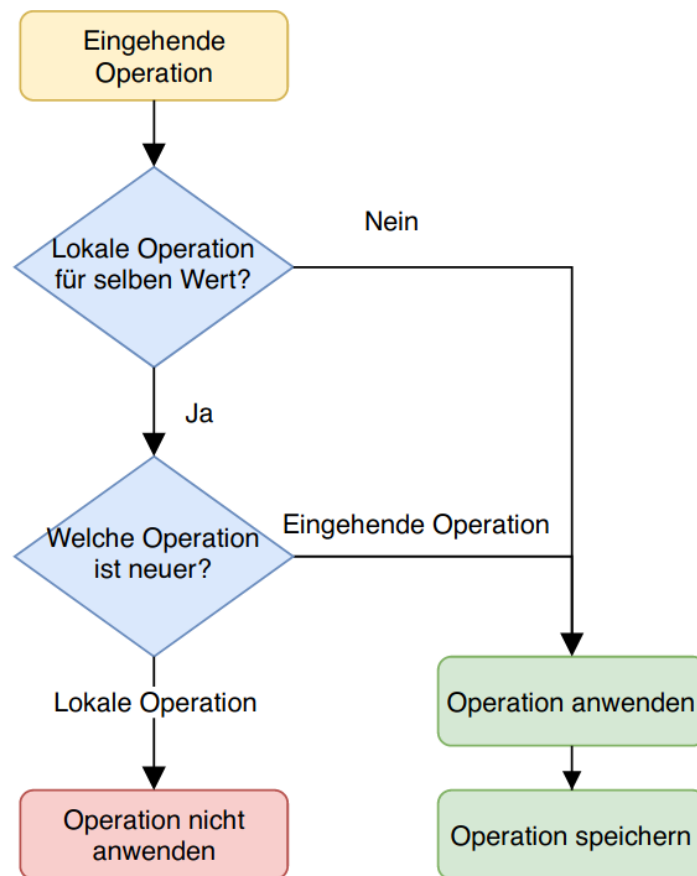 Eingehende
Operation
Lokale Operation
für selben Wert?
Nein
Ja
Welche Operation
ist neuer?
Eingehende Operation
Lokale Operation
Operation anwenden
Operation nicht
anwenden
Operation speichern